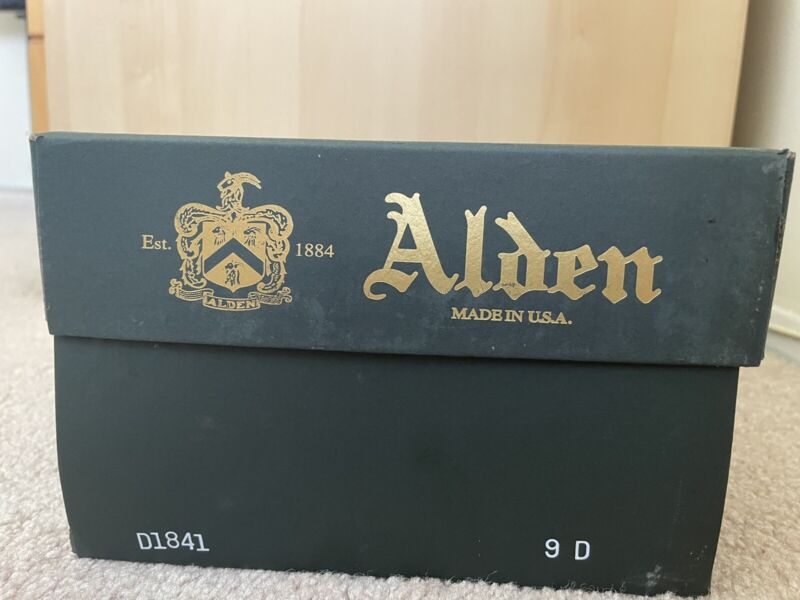 Est.
1884
ALDEN
Alden
MADE IN U.S.A.
D1841
9 D